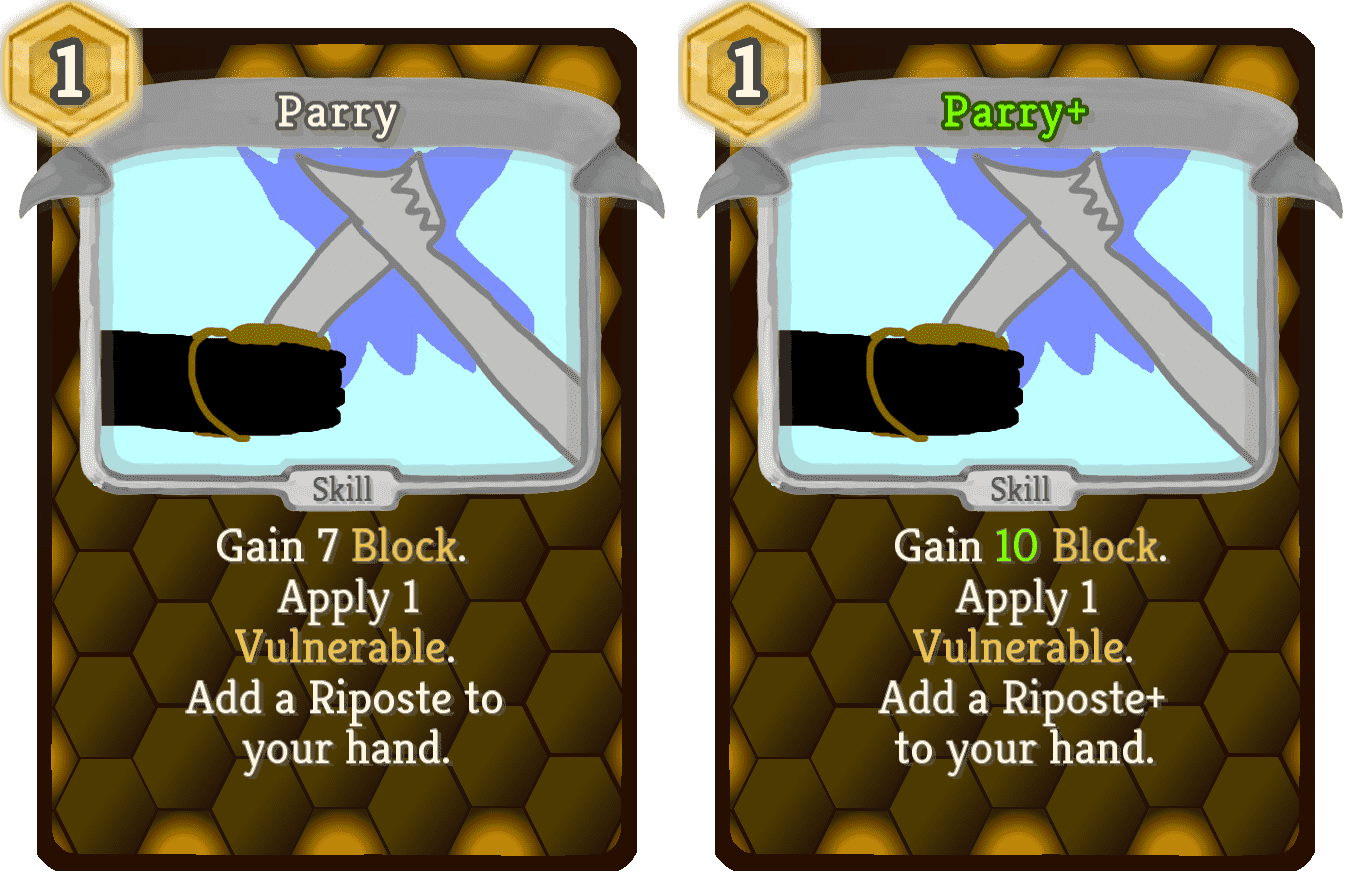 1
Parry
Skill
Gain 7 Block.
Apply 1
Vulnerable.
Add a Riposte to
your hand.
1
Parry+
Skill
Gain 10 Block.
Apply 1
Vulnerable.
Add a Riposte+
to your hand.